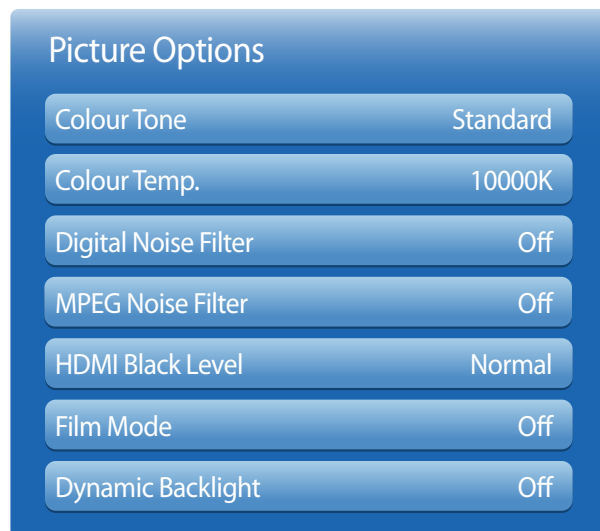 Picture Options
Colour Tone Standard
Colour Temp. 10000K
Digital Noise Filter Off
MPEG Noise Filter Off
HDMI Black Level Normal
Film Mode Off
Dynamic Backlight Off